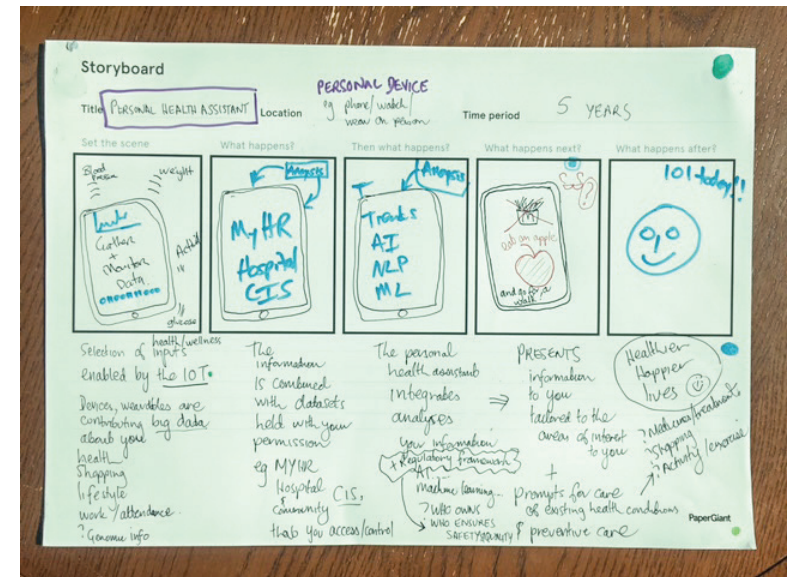 Storyboard
Title PERSONAL HEALTH ASSISTANT
Location
PERSONAL DEVICE
eg phone/watch/
wear on person
Time period 5 YEARS
Set the scene
Blood
Pressure
weight
Gather
+
Monitor
Data
glucose
Selection of health/wellness
inputs
enabled by the IOT.
Devices, wearables are
contributing big data
about you
health
Shopping
lifestyle
work/attendance
? Genomic info
What happens?
MyHR
Hospital
CIS
The
information
is combined
with datasets
held with your
permission
eg MYHR
Hospital &
Community CIS,
that you access/control
Then what happens?
Trends
AI
NLP
ML
The personal
health assistant
integrates
analyses
your information
+ Regulatory framework
AI
machine learning...
? WHO OWNS
WHO ENSURES
SAFETY/QUALITY?
What happens next?
eat an apple
and go for a
walk
PRESENTS
information
to you
tailored to the
areas of interest
to you
+
prompts for care
of existing health conditions
& preventive care
What happens after?
101 today!!
Healthier
Happier
lives
? Medicines/treatments
? Shopping
? Activity/exercise
PaperGiant